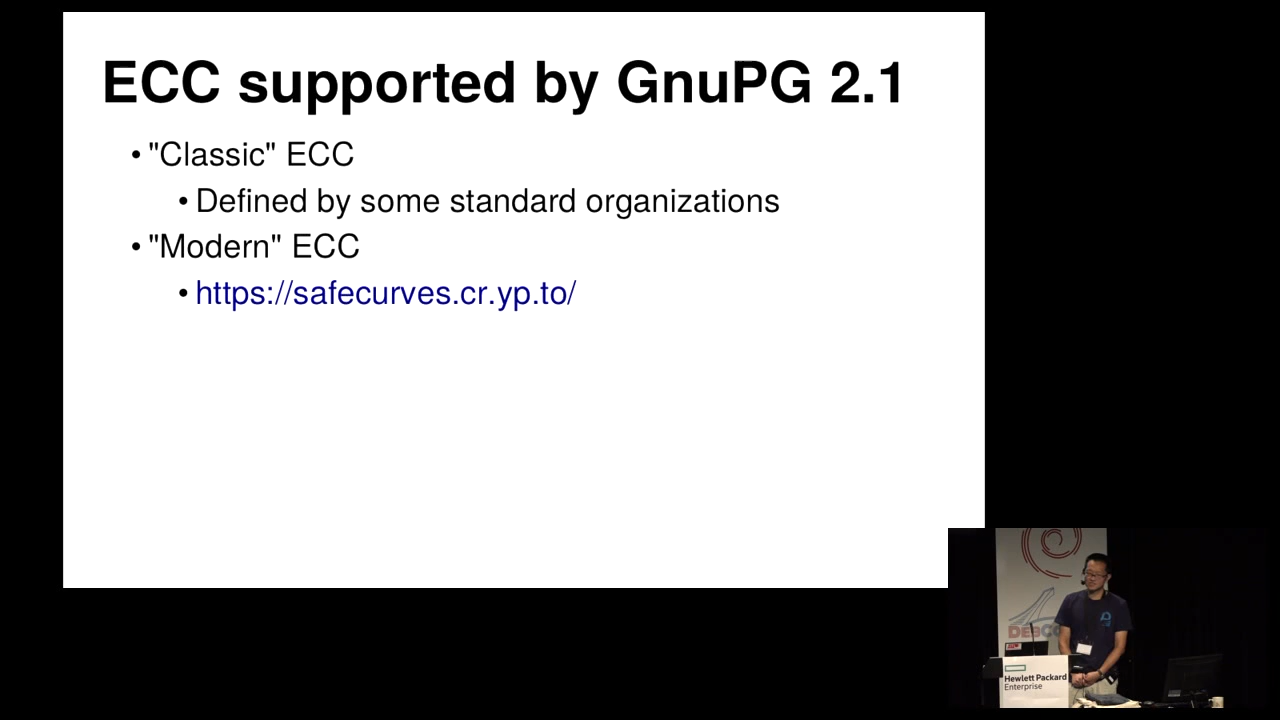 ECC supported by GnuPG 2.1
• "Classic" ECC
• Defined by some standard organizations
• "Modern" ECC
• https://safecurves.cr.yp.to/
Hewlett Packard
Enterprise